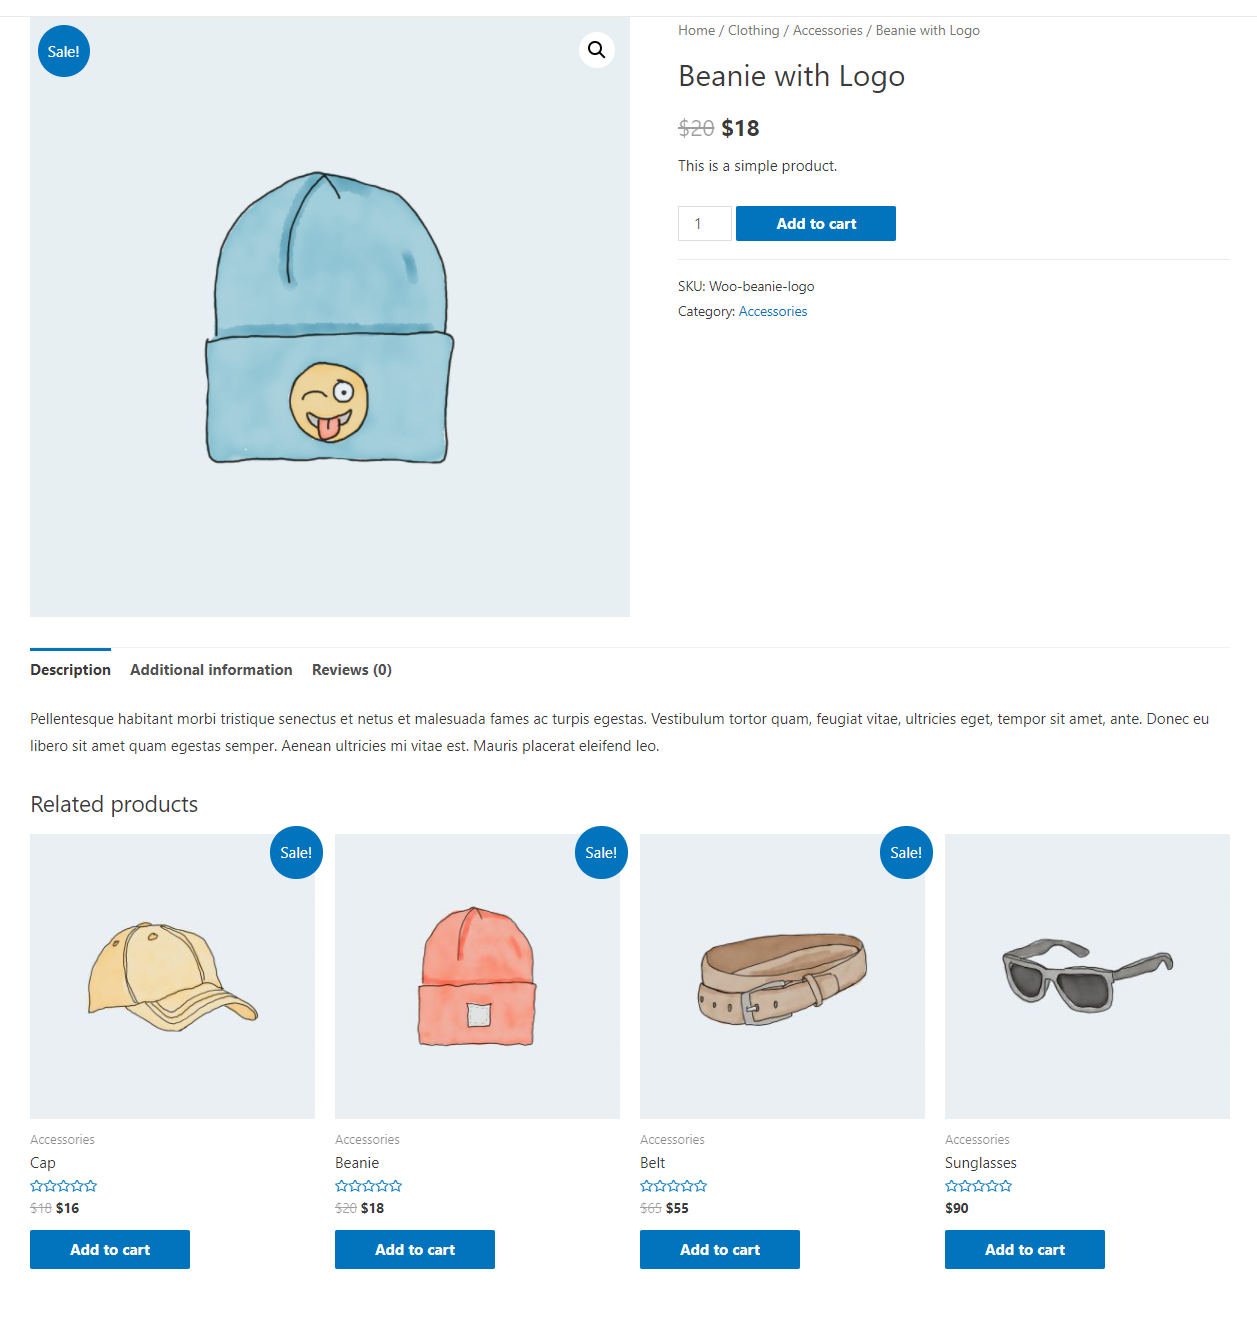 Sale!
Home / Clothing / Accessories / Beanie with Logo
Beanie with Logo
$20 $18
This is a simple product.
1
Add to cart
SKU: Woo-beanie-logo
Category: Accessories
Description Additional information Reviews (0)
Pellentesque habitant morbi tristique senectus et netus et malesuada fames ac turpis egestas. Vestibulum tortor quam, feugiat vitae, ultricies eget, tempor sit amet, ante. Donec eu
libero sit amet quam egestas semper. Aenean ultricies mi vitae est. Mauris placerat eleifend leo.
Related products
Sale!
Accessories
Cap
$18 $16
Add to cart
Sale!
Accessories
Beanie
$20 $18
Add to cart
Sale!
Accessories
Belt
$65 $55
Add to cart
Accessories
Sunglasses
$90
Add to cart